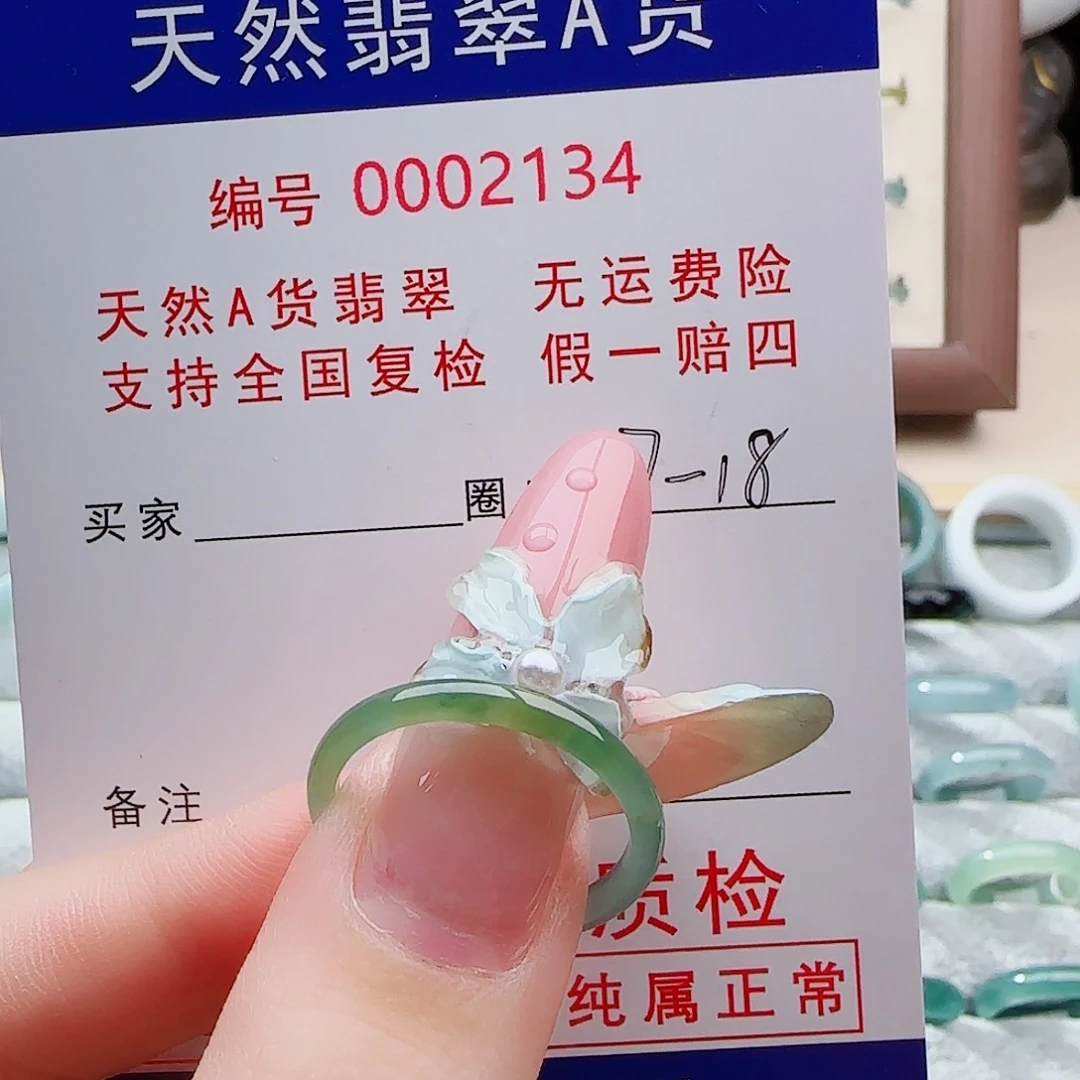 天然翡翠A货
编号 0002134
天然A货翡翠 无运费险
支持全国复检 假一赔四
买家 圈 7-18
备注
质检
纯属正常